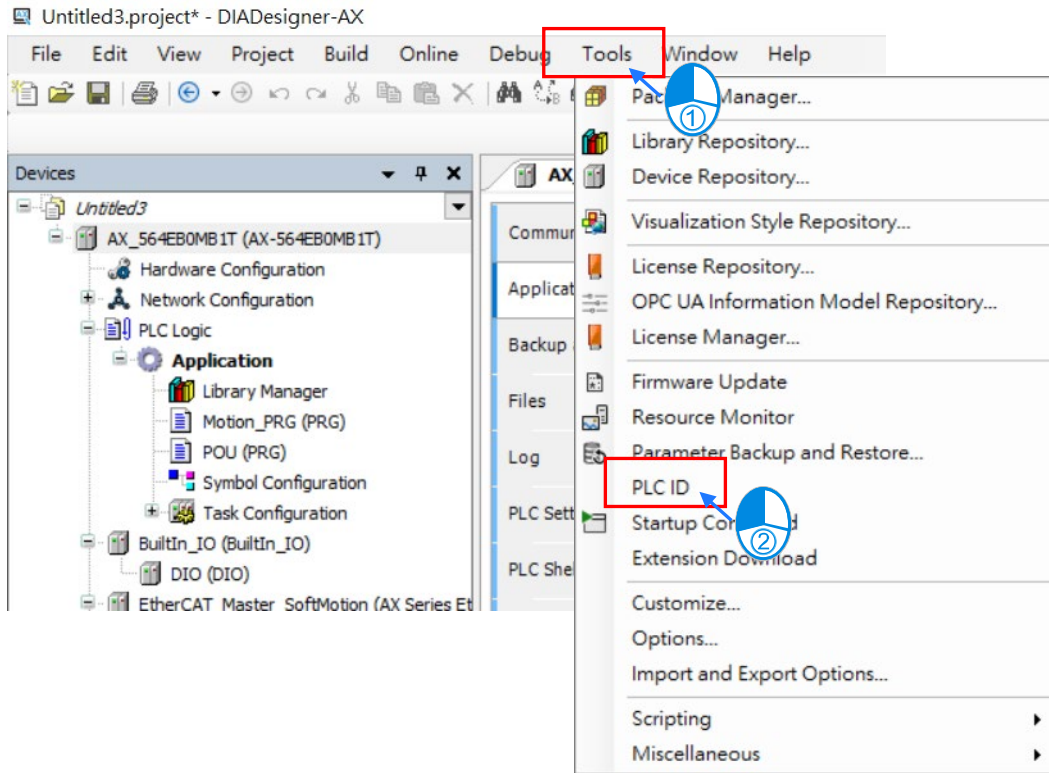 Untitled3.project* - DIADesigner-AX
File Edit View Project Build Online Debug Tools Window Help
Devices
Untitled3
AX_564EB0MB1T (AX-564EB0MB1T)
Hardware Configuration
Network Configuration
PLC Logic
Application
Library Manager
Motion_PRG (PRG)
POU (PRG)
Symbol Configuration
Task Configuration
BuiltIn_IO (BuiltIn_IO)
DIO (DIO)
EtherCAT_Master_SoftMotion (AX Series Et
AX_
Commur
Applicat
Backup
Files
Log
PLC Sett
PLC She
Manager...
Library Repository...
Device Repository...
Visualization Style Repository...
License Repository...
OPC UA Information Model Repository...
License Manager...
Firmware Update
Resource Monitor
Parameter Backup and Restore...
PLC ID
Startup
Extension Download
Customize...
Options...
Import and Export Options...
Scripting
Miscellaneous
①
②